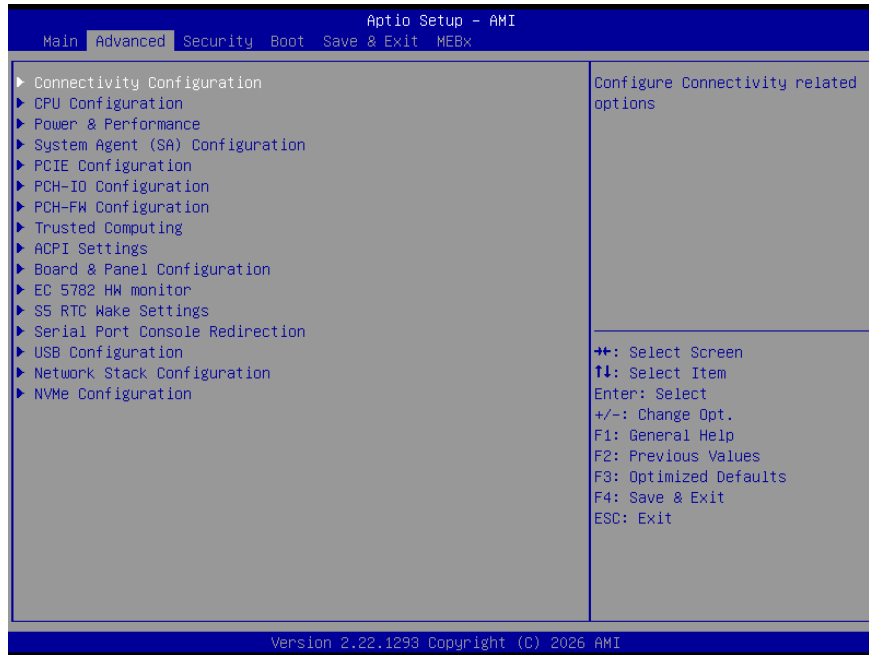 Aptio Setup - AMI
Main Advanced Security Boot Save & Exit MEBx
Connectivity Configuration
CPU Configuration
Power & Performance
System Agent (SA) Configuration
PCIE Configuration
PCH-IO Configuration
PCH-FW Configuration
Trusted Computing
ACPI Settings
Board & Panel Configuration
EC 5782 HW monitor
S5 RTC Wake Settings
Serial Port Console Redirection
USB Configuration
Network Stack Configuration
NVMe Configuration
Configure Connectivity related
options
→←: Select Screen
↑↓: Select Item
Enter: Select
+/-: Change Opt.
F1: General Help
F2: Previous Values
F3: Optimized Defaults
F4: Save & Exit
ESC: Exit
Version 2.22.1293 Copyright (C) 2026 AMI